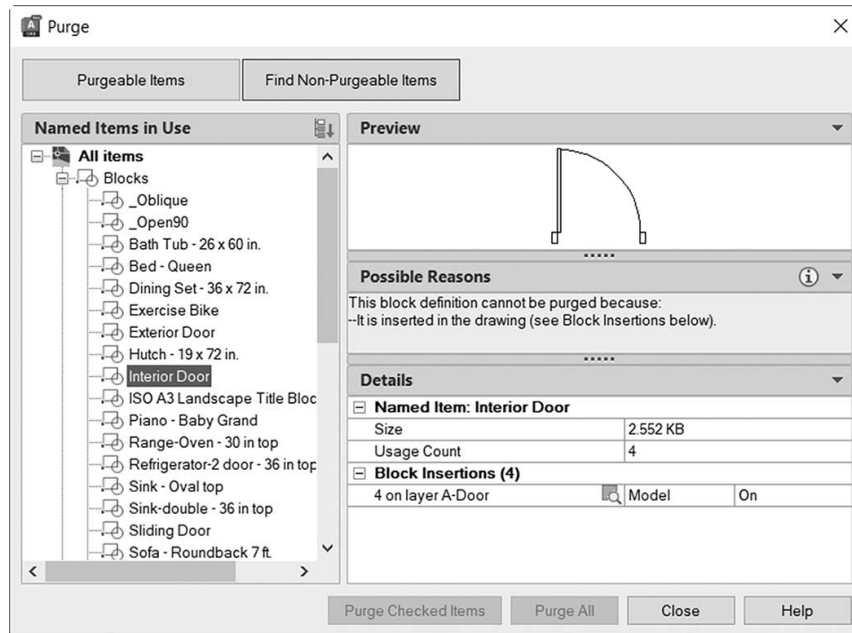 Purge
Purgeable Items
Find Non-Purgeable Items
Named Items in Use
All items
Blocks
_Oblique
_Open90
Bath Tub - 26 x 60 in.
Bed - Queen
Dining Set - 36 x 72 in.
Exercise Bike
Exterior Door
Hutch - 19 x 72 in.
Interior Door
ISO A3 Landscape Title Bloc
Piano - Baby Grand
Range-Oven - 30 in top
Refrigerator-2 door - 36 in top
Sink - Oval top
Sink-double - 36 in top
Sliding Door
Sofa - Roundback 7 ft.
Preview
Possible Reasons
This block definition cannot be purged because:
--It is inserted in the drawing (see Block Insertions below).
Details
Named Item: Interior Door
Size 2.552 KB
Usage Count 4
Block Insertions (4)
4 on layer A-Door Model On
Purge Checked Items
Purge All
Close
Help